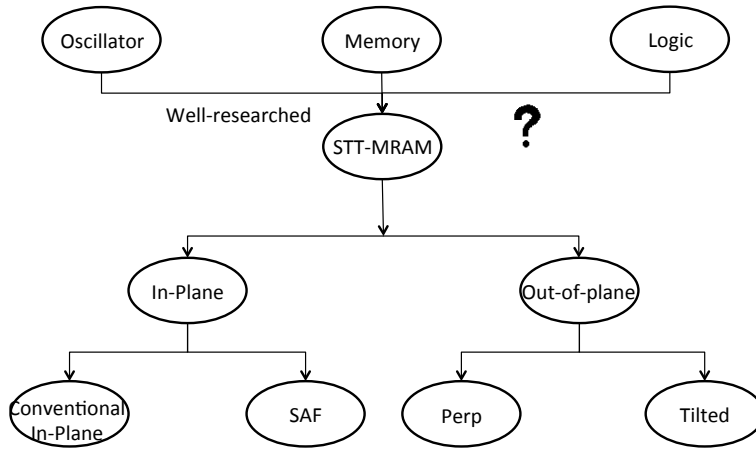 Oscillator
Memory
Logic
Well-researched
?
STT-MRAM
In-Plane
Out-of-plane
Conventional
In-Plane
SAF
Perp
Tilted